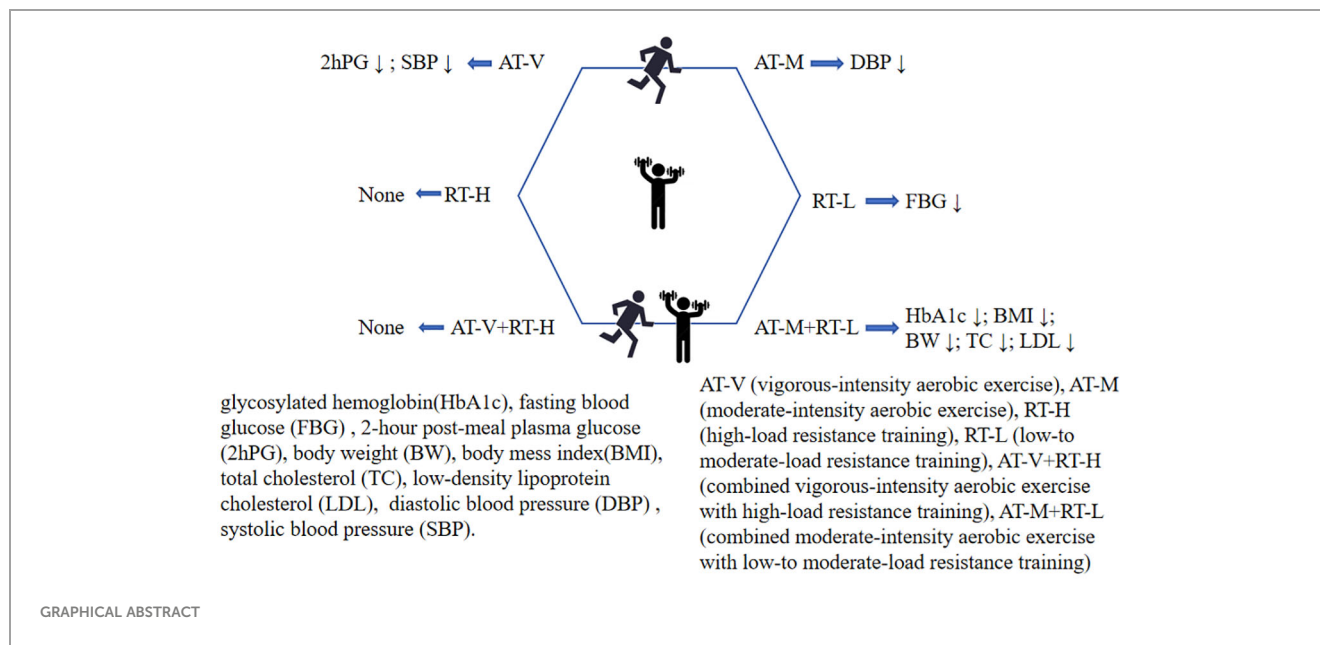 2hPG ↓ ; SBP ↓ AT-V
AT-M DBP ↓
None RT-H
RT-L FBG ↓
None AT-V+RT-H
AT-M+RT-L
HbA1c ↓; BMI ↓;
BW ↓; TC ↓; LDL ↓
glycosylated hemoglobin(HbA1c), fasting blood
glucose (FBG) , 2-hour post-meal plasma glucose
(2hPG), body weight (BW), body mess index(BMI),
total cholesterol (TC), low-density lipoprotein
cholesterol (LDL), diastolic blood pressure (DBP) ,
systolic blood pressure (SBP).
AT-V (vigorous-intensity aerobic exercise), AT-M
(moderate-intensity aerobic exercise), RT-H
(high-load resistance training), RT-L (low-to
moderate-load resistance training), AT-V+RT-H
(combined vigorous-intensity aerobic exercise
with high-load resistance training), AT-M+RT-L
(combined moderate-intensity aerobic exercise
with low-to moderate-load resistance training)
GRAPHICAL ABSTRACT